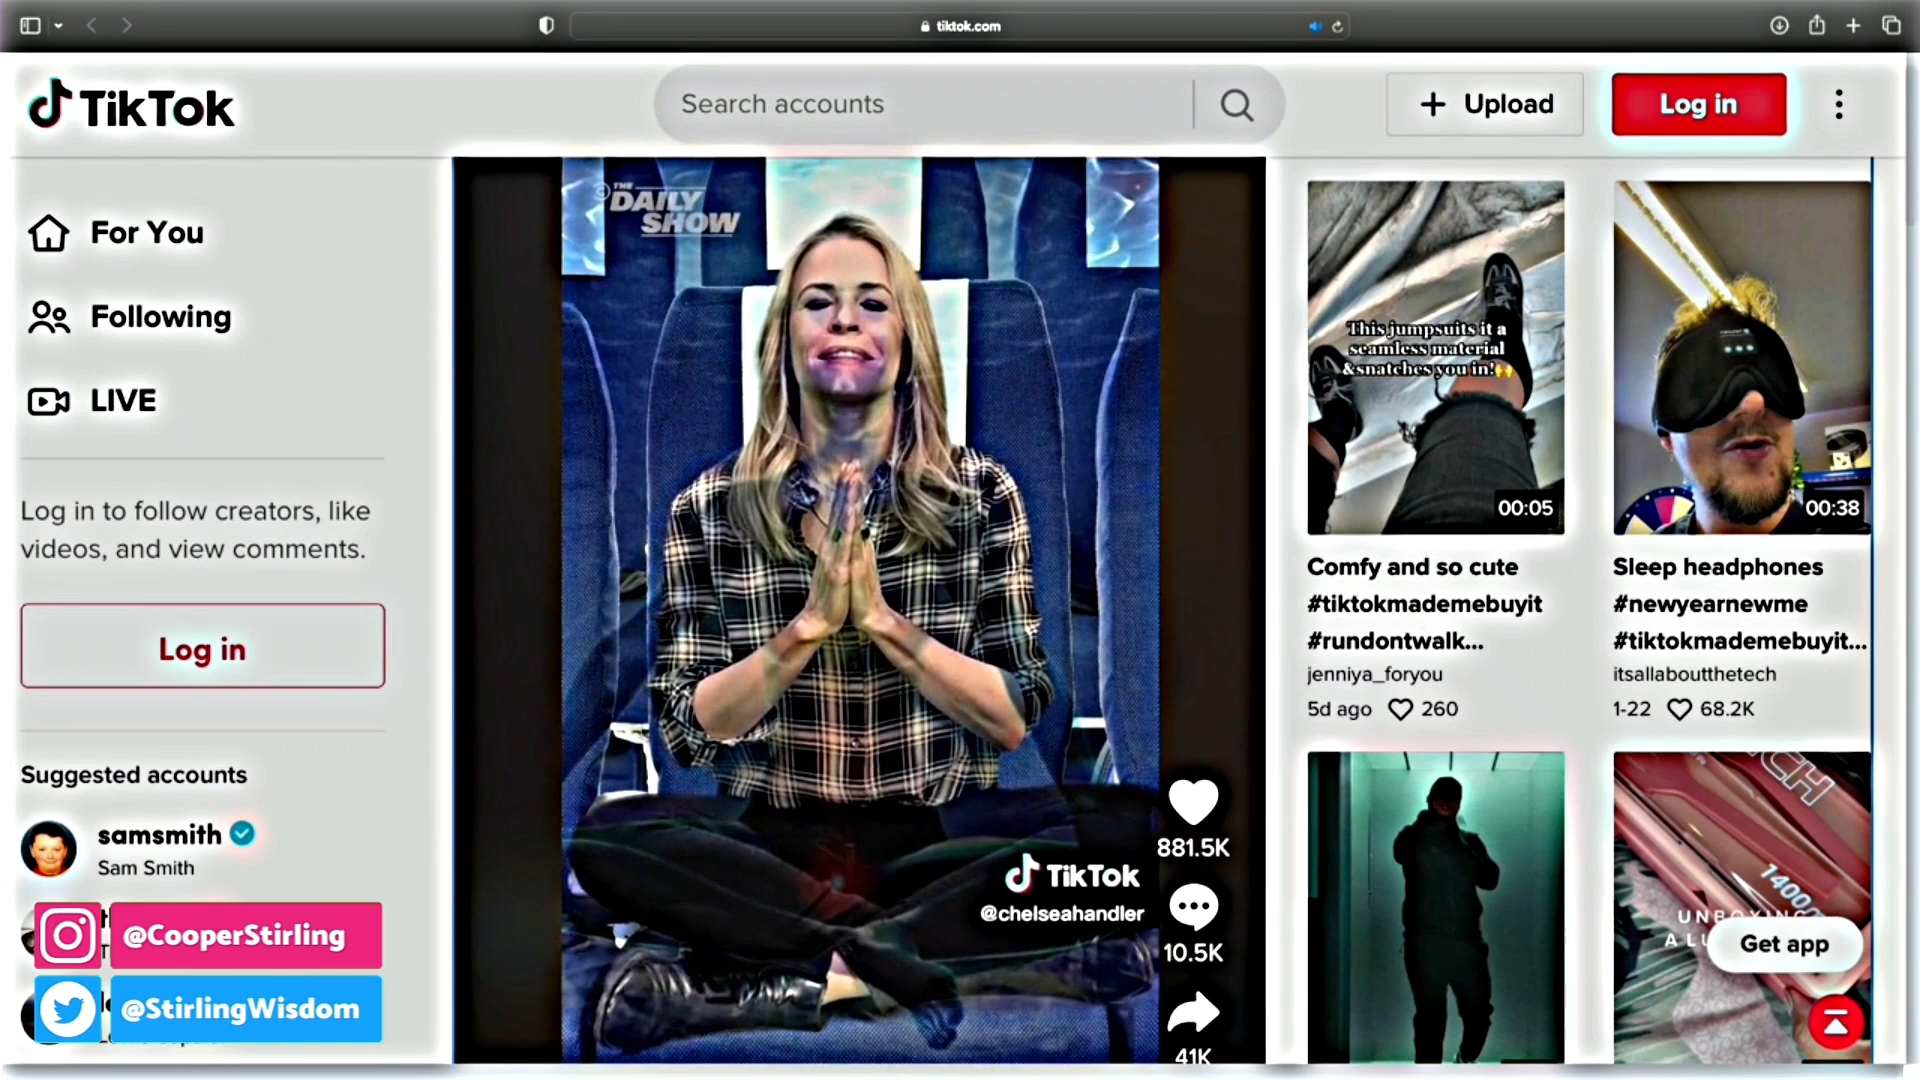 tiktok.com
TikTok
Search accounts
Upload
Log in
For You
Following
LIVE
Log in to follow creators, like
videos, and view comments.
Log in
Suggested accounts
samsmith
Sam Smith
@CooperStirling
@StirlingWisdom
THE
DAILY
SHOW
TikTok
@chelseahandler
881.5K
10.5K
41K
This jumpsuits it a
seamless material
&snatches you in!🙌
00:05
Comfy and so cute
#tiktokmademebuyit
#rundontwalk...
jenniya_foryou
5d ago 260
00:38
Sleep headphones
#newyearnewme
#tiktokmademebuyit...
itsallaboutthetech
1-22 68.2K
1400
UNBOXING
Get app